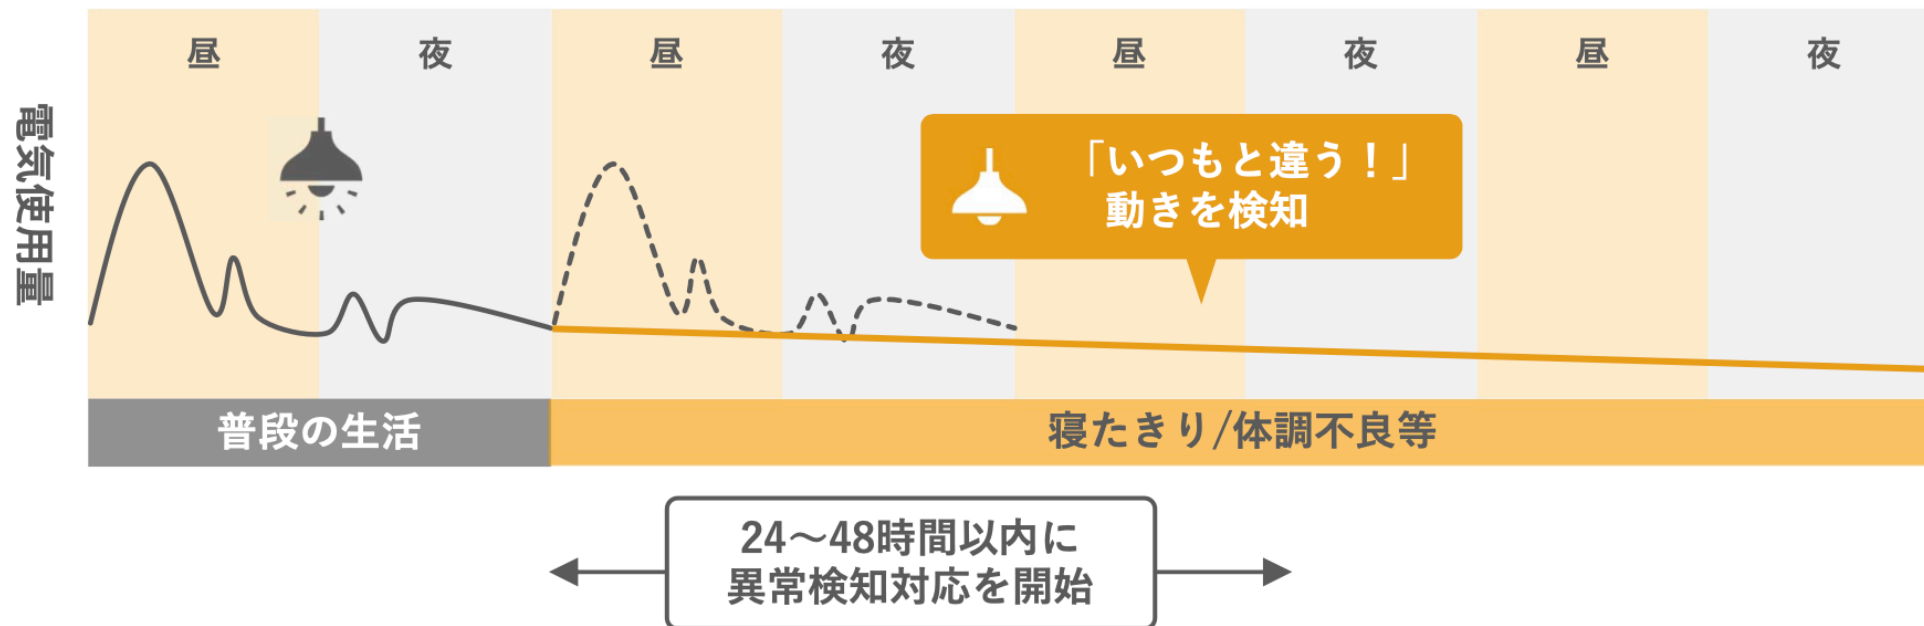 昼
夜
昼
夜
昼
夜
昼
夜
電気使用量
「いつもと違う！」
動きを検知
普段の生活
寝たきり/体調不良等
24〜48時間以内に
異常検知対応を開始